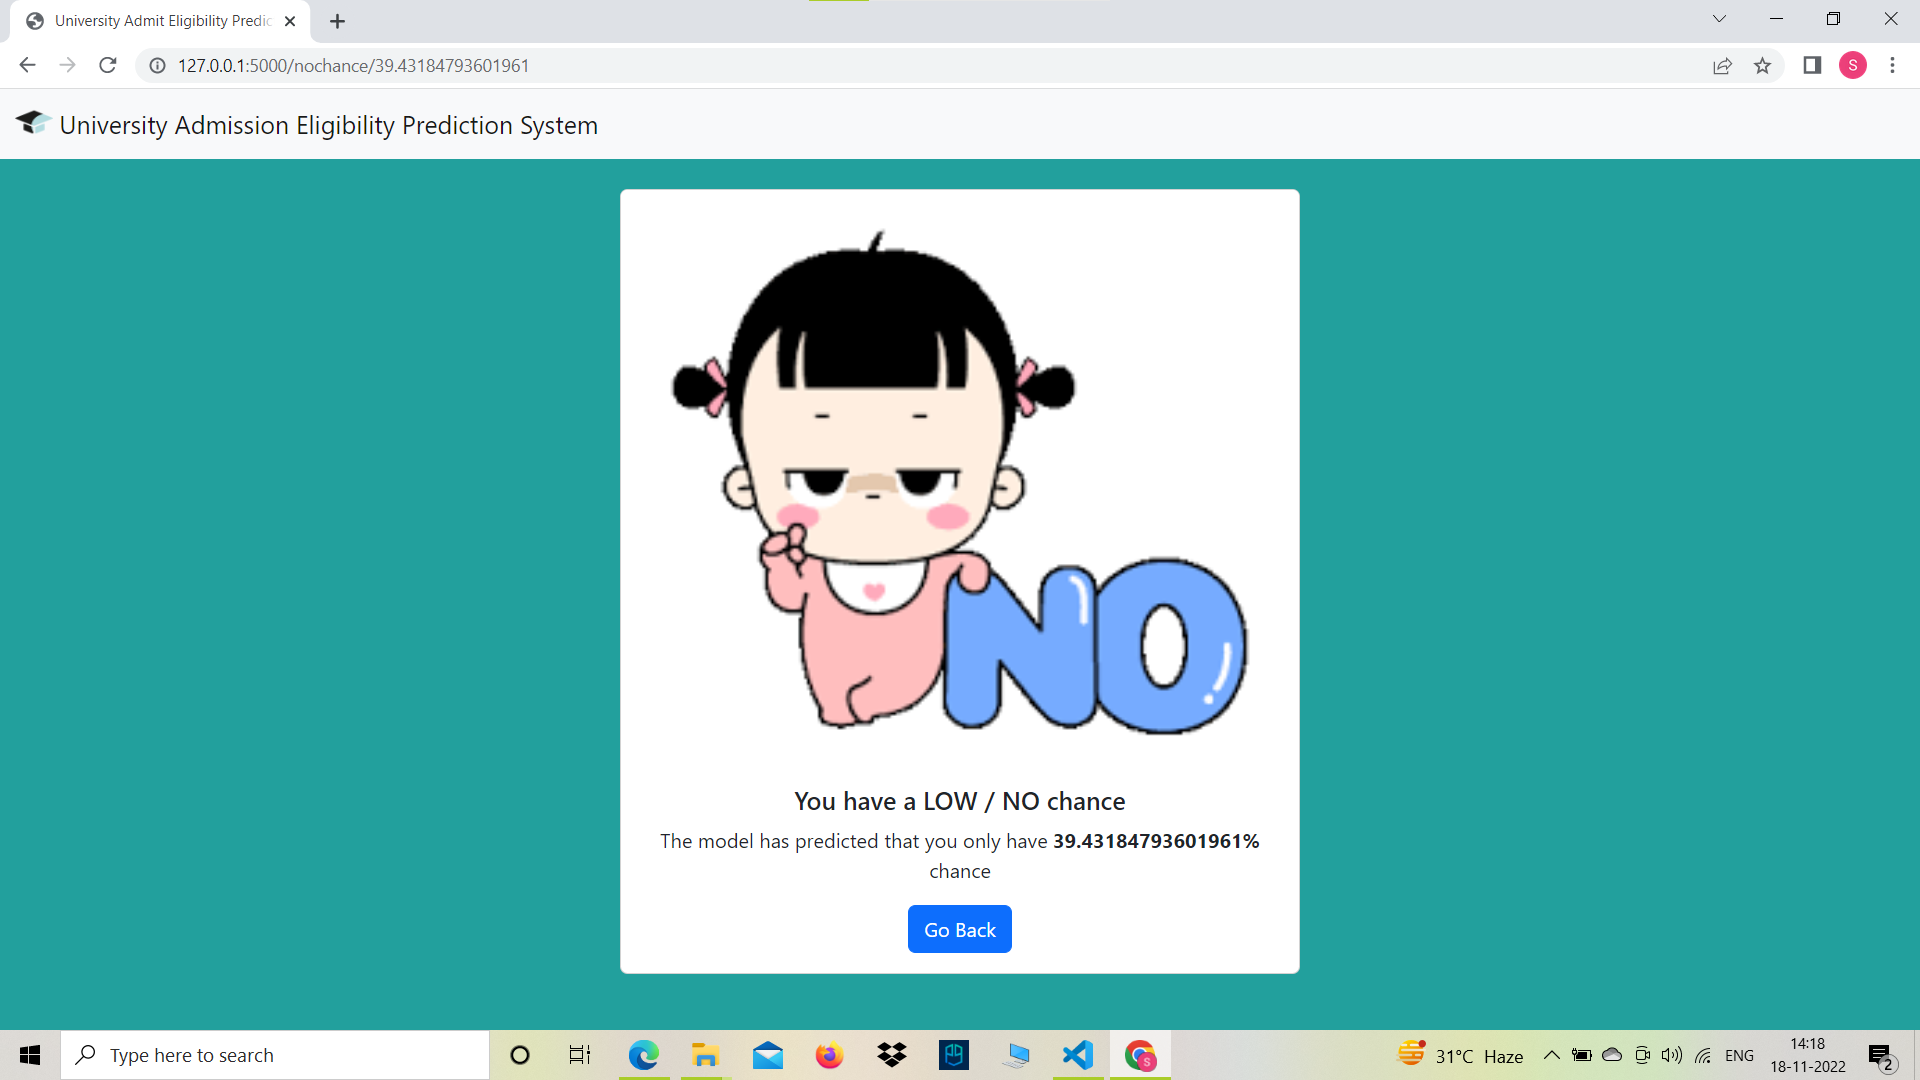 University Admit Eligibility Predic
127.0.0.1:5000/nochance/39.43184793601961
S
University Admission Eligibility Prediction System
NO
You have a LOW / NO chance
The model has predicted that you only have 39.43184793601961%
chance
Go Back
Type here to search
S
31°C Haze
ENG
14:18
18-11-2022
2